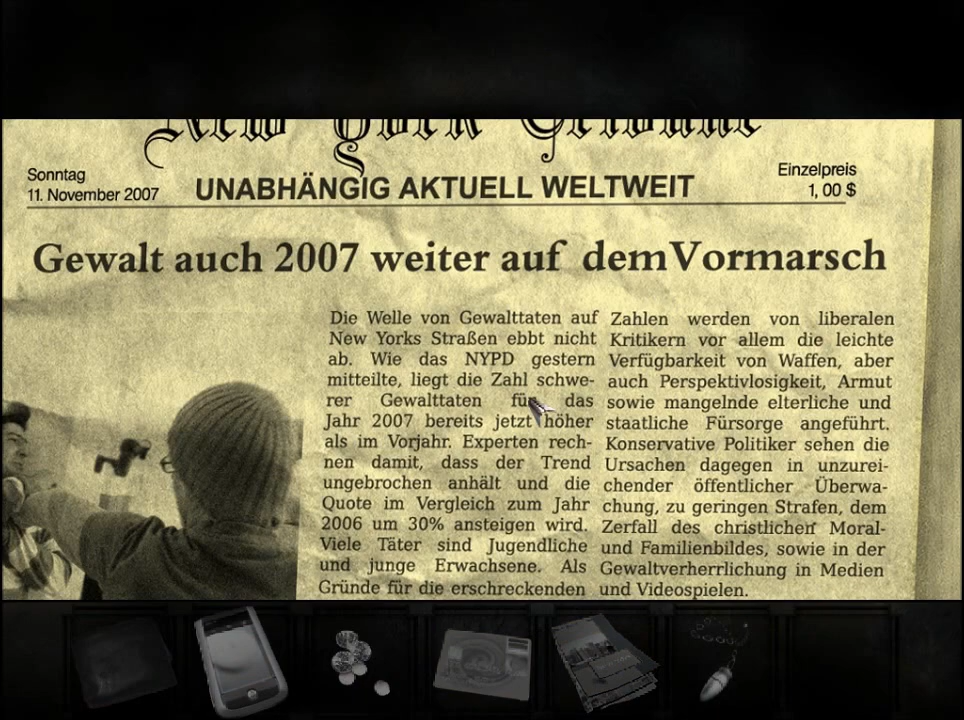 New York Tribune
Sonntag
11. November 2007
UNABHÄNGIG AKTUELL WELTWEIT
Einzelpreis
1, 00 $
Gewalt auch 2007 weiter auf demVormarsch
Die Welle von Gewalttaten auf
New Yorks Straßen ebbt nicht
ab. Wie das NYPD gestern
mitteilte, liegt die Zahl schwe-
rer Gewalttaten für das
Jahr 2007 bereits jetzt höher
als im Vorjahr. Experten rech-
nen damit, dass der Trend
ungebrochen anhält und die
Quote im Vergleich zum Jahr
2006 um 30% ansteigen wird.
Viele Täter sind Jugendliche
und junge Erwachsene. Als
Gründe für die erschreckenden
Zahlen werden von liberalen
Kritikern vor allem die leichte
Verfügbarkeit von Waffen, aber
auch Perspektivlosigkeit, Armut
sowie mangelnde elterliche und
staatliche Fürsorge angeführt.
Konservative Politiker sehen die
Ursachen dagegen in unzurei-
chender öffentlicher Überwa-
chung, zu geringen Strafen, dem
Zerfall des christlichen Moral-
und Familienbildes, sowie in der
Gewaltverherrlichung in Medien
und Videospielen.